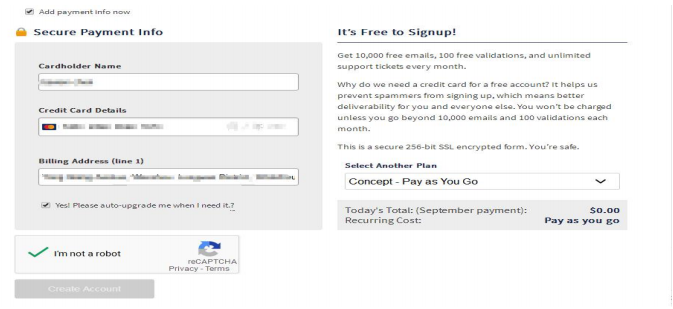 Add payment info now
Secure Payment Info
Cardholder Name
Credit Card Details
Billing Address (line 1)
Yes! Please auto-upgrade me when I need it.?
I'm not a robot
reCAPTCHA
Privacy - Terms
Create Account
It's Free to Signup!
Get 10,000 free emails, 100 free validations, and unlimited
support tickets every month.
Why do we need a credit card for a free account? It helps us
prevent spammers from signing up, which means better
deliverability for you and everyone else. You won't be charged
unless you go beyond 10,000 emails and 100 validations each
month.
This is a secure 256-bit SSL encrypted form. You're safe.
Select Another Plan
Concept - Pay as You Go
Today's Total: (September payment): $0.00
Recurring Cost: Pay as you go